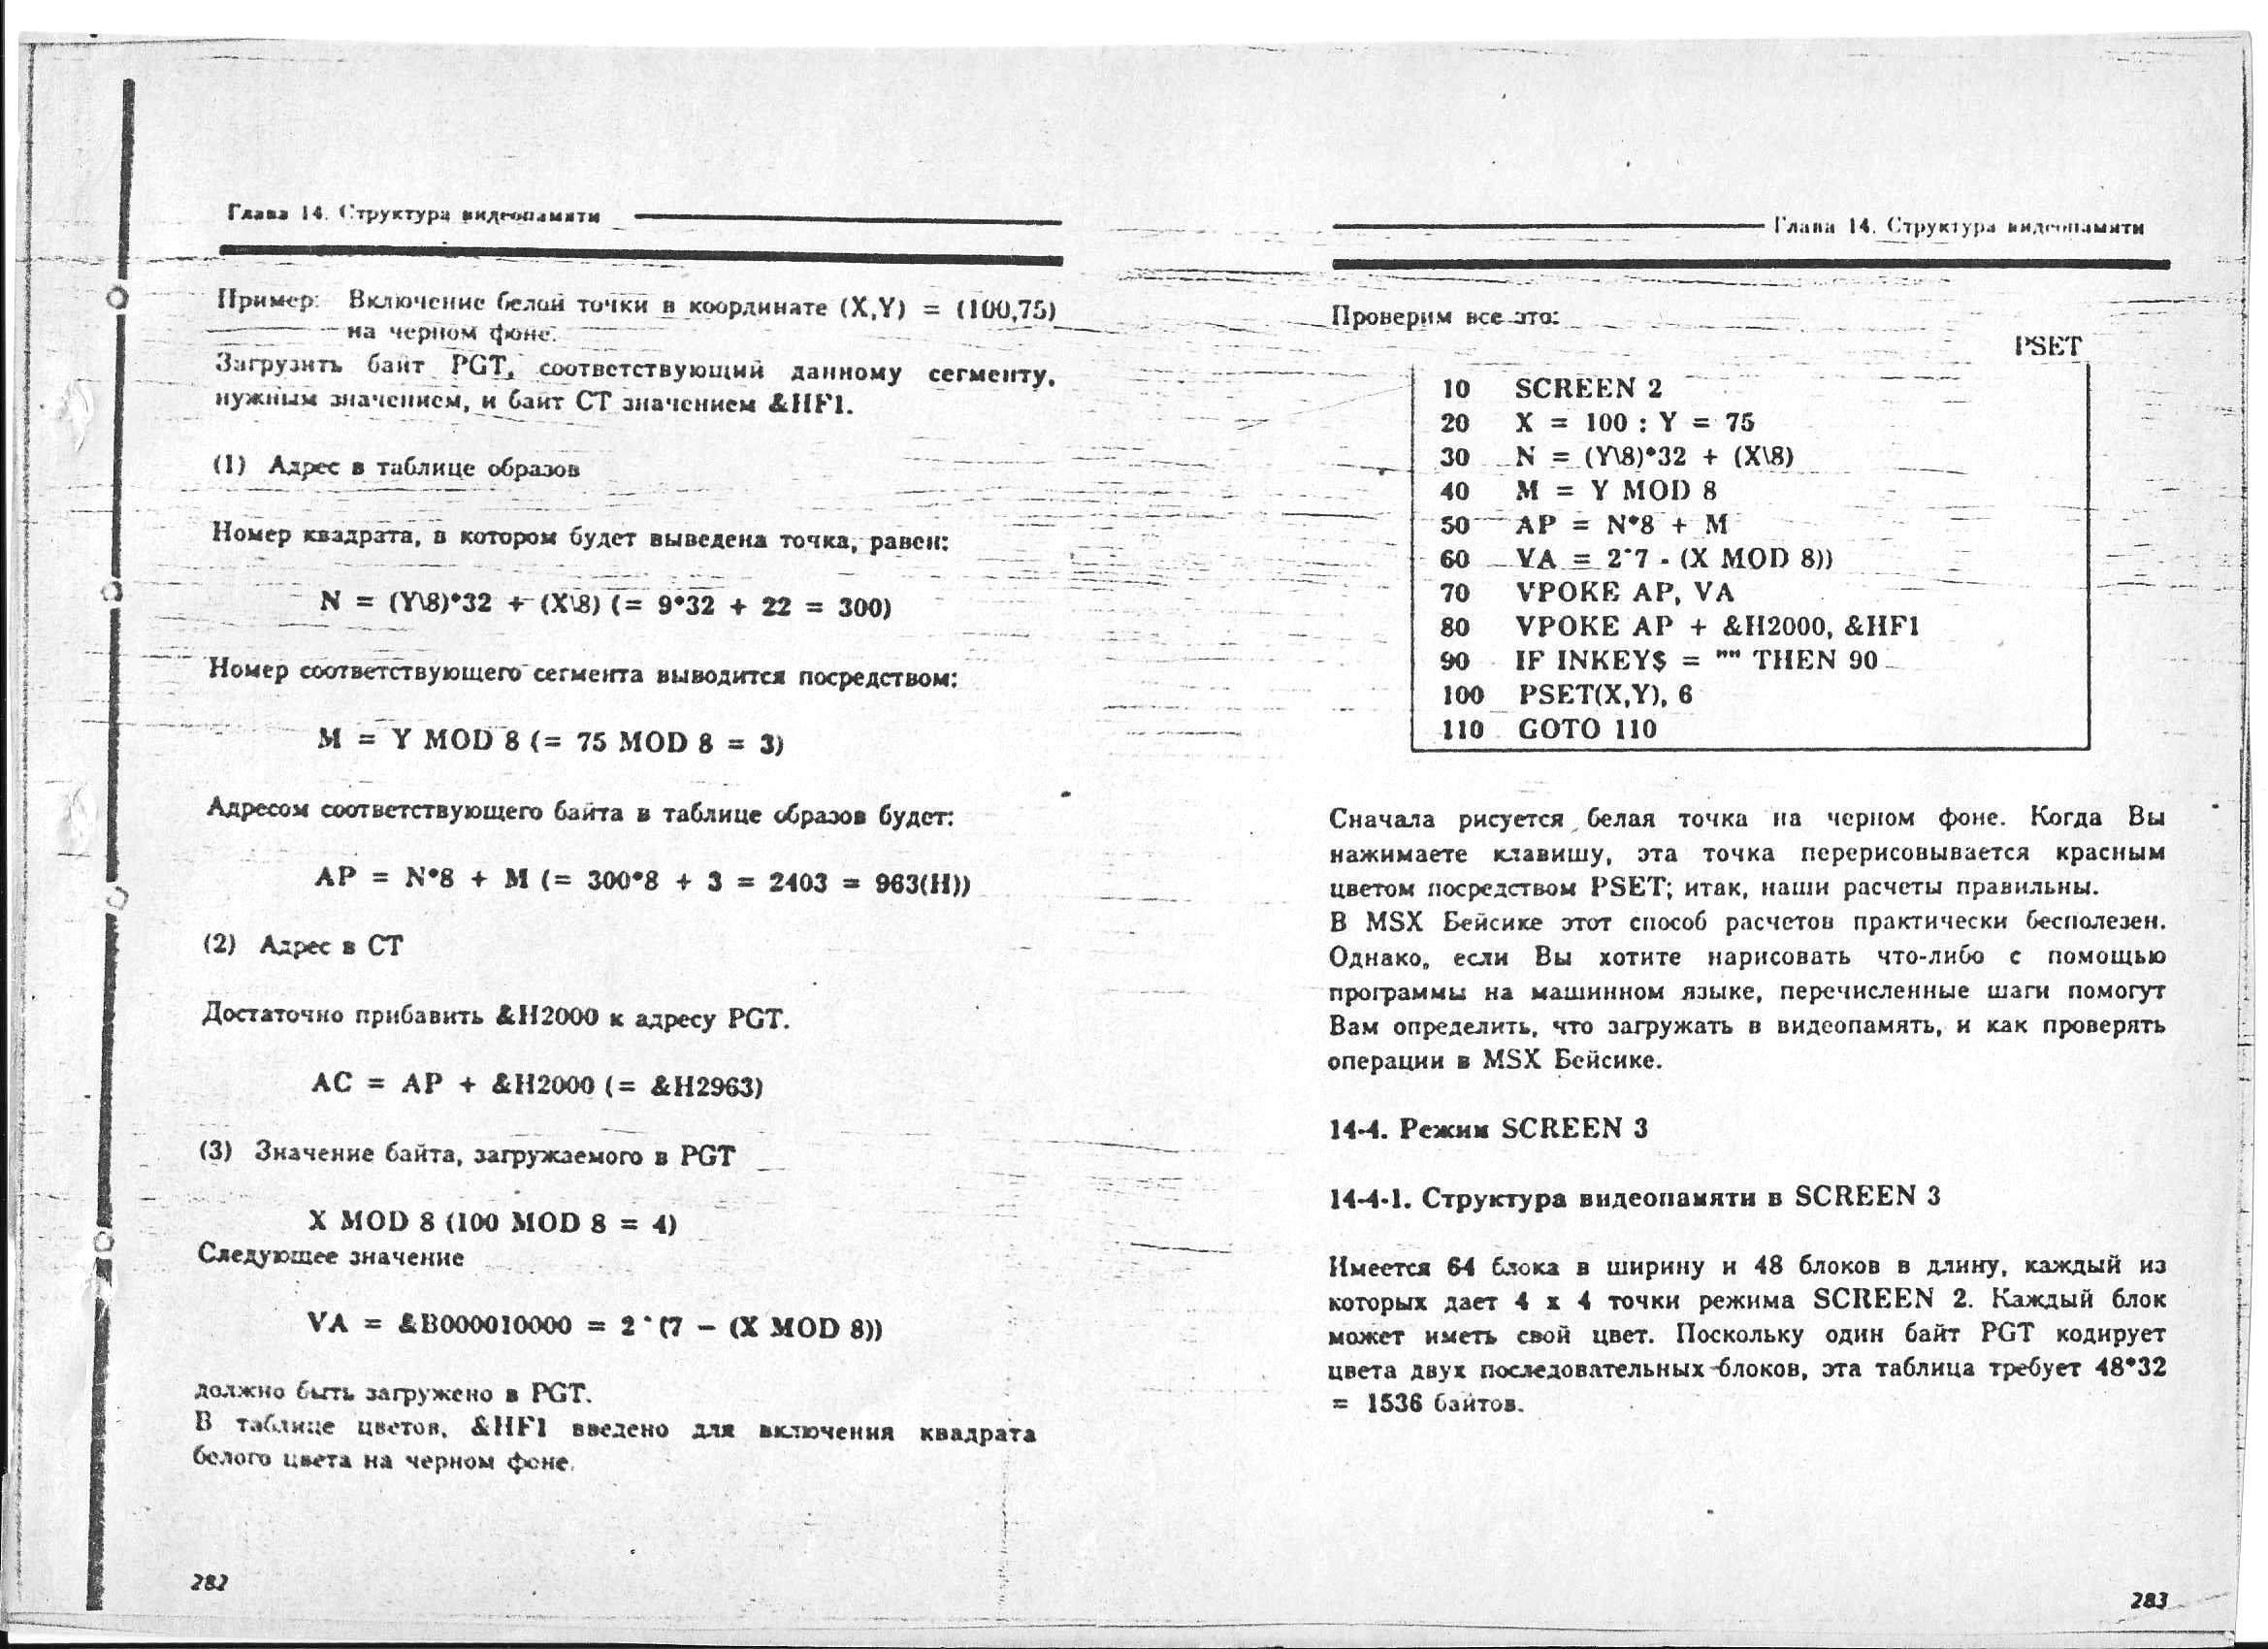 Глава 14. Структура видеопамяти
Пример: Включение белой точки в координате (X,Y) = (100,75)
на черном фоне.
Загрузить байт PGT, соответствующий данному сегменту,
нужным значением, и байт СТ значением &HF1.
(1) Адрес в таблице образов
Номер квадрата, в котором будет выведена точка, равен:
N = (Y\8)*32 + (X\8) (= 9*32 + 22 = 300)
Номер соответствующего сегмента выводится посредством:
M = Y MOD 8 (= 75 MOD 8 = 3)
Адресом соответствующего байта в таблице образов будет:
AP = N*8 + M (= 300*8 + 3 = 2403 = 963(H))
(2) Адрес в СТ
Достаточно прибавить &H2000 к адресу PGT.
AC = AP + &H2000 (= &H2963)
(3) Значение байта, загружаемого в PGT
X MOD 8 (100 MOD 8 = 4)
Следующее значение
VA = &B000010000 = 2^(7 - (X MOD 8))
должно быть загружено в PGT.
В таблице цветов, &HF1 введено для включения квадрата
белого цвета на черном фоне.
282
Глава 14. Структура видеопамяти
Проверим все это:
PSET
10 SCREEN 2
20 X = 100 : Y = 75
30 N = (Y\8)*32 + (X\8)
40 M = Y MOD 8
50 AP = N*8 + M
60 VA = 2^7 - (X MOD 8))
70 VPOKE AP, VA
80 VPOKE AP + &H2000, &HF1
90 IF INKEY$ = "" THEN 90
100 PSET(X,Y), 6
110 GOTO 110
Сначала рисуется белая точка на черном фоне. Когда Вы
нажимаете клавишу, эта точка перерисовывается красным
цветом посредством PSET; итак, наши расчеты правильны.
В MSX Бейсике этот способ расчетов практически бесполезен.
Однако, если Вы хотите нарисовать что-либо с помощью
программы на машинном языке, перечисленные шаги помогут
Вам определить, что загружать в видеопамять, и как проверять
операции в MSX Бейсике.
14-4. Режим SCREEN 3
14-4-1. Структура видеопамяти в SCREEN 3
Имеется 64 блока в ширину и 48 блоков в длину, каждый из
которых дает 4 x 4 точки режима SCREEN 2. Каждый блок
может иметь свой цвет. Поскольку один байт PGT кодирует
цвета двух последовательных блоков, эта таблица требует 48*32
= 1536 байтов.
283